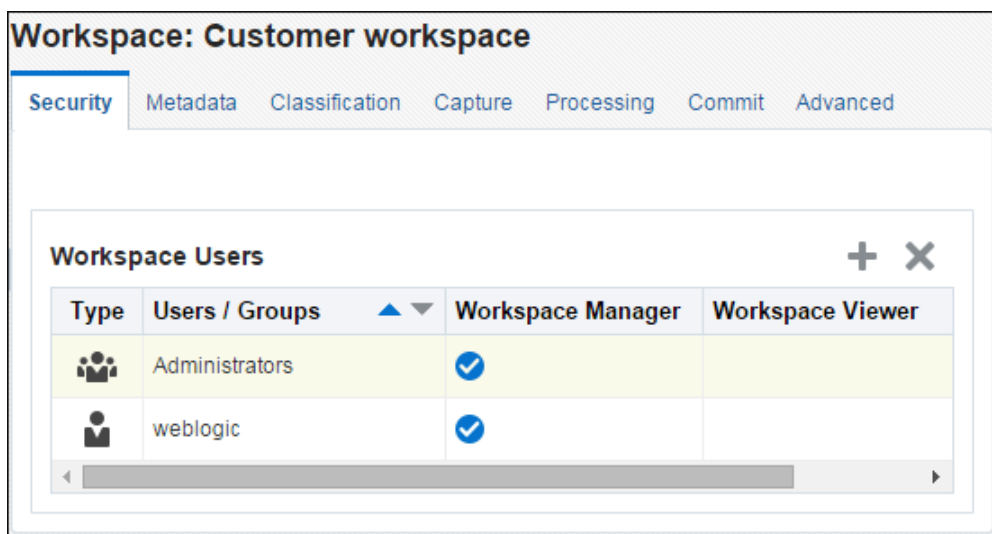 Workspace: Customer workspace
Security Metadata Classification Capture Processing Commit Advanced
Workspace Users
Type Users / Groups Workspace Manager Workspace Viewer
Administrators
weblogic